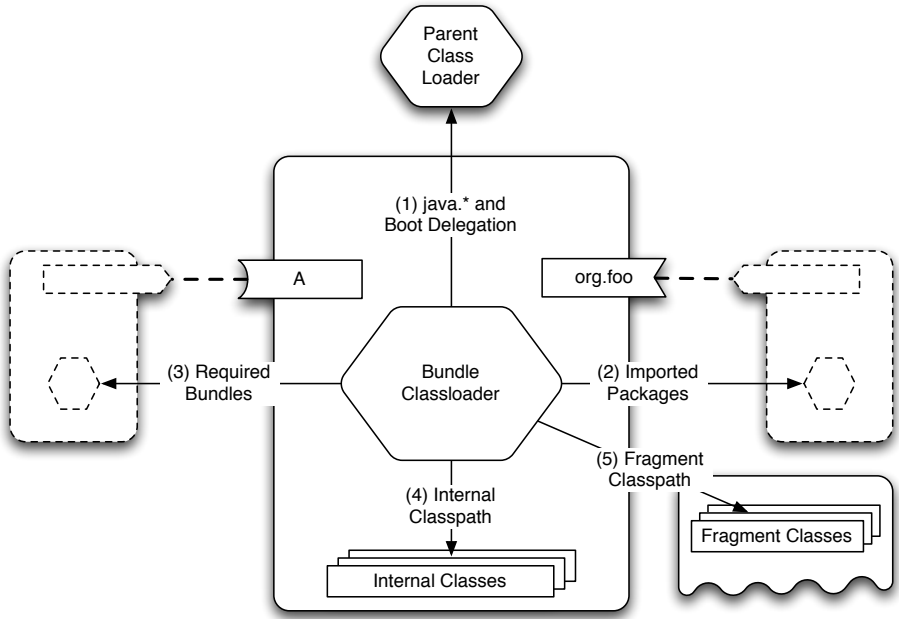 Parent
Class
Loader
(1) java.* and
Boot Delegation
A
org.foo
(3) Required
Bundles
Bundle
Classloader
(2) Imported
Packages
(5) Fragment
Classpath
(4) Internal
Classpath
Fragment Classes
Internal Classes